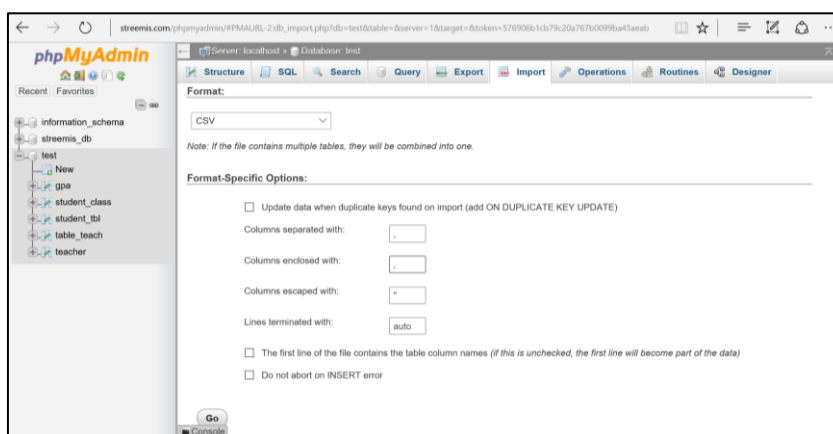 streemis.com/phpmyadmin/#PMAURL-2:db_import.php?db=test&table=&server=1&target=&token=576906b1cb79c20a767b0099ba45aeab
phpMyAdmin
Recent Favorites
information_schema
streemis_db
test
New
gpa
student_class
student_tbl
table_teach
teacher
Server: localhost » Database: test
Structure SQL Search Query Export Import Operations Routines Designer
Format:
CSV
Note: If the file contains multiple tables, they will be combined into one.
Format-Specific Options:
Update data when duplicate keys found on import (add ON DUPLICATE KEY UPDATE)
Columns separated with: ,
Columns enclosed with: ,
Columns escaped with: "
Lines terminated with: auto
The first line of the file contains the table column names (if this is unchecked, the first line will become part of the data)
Do not abort on INSERT error
Go
Console